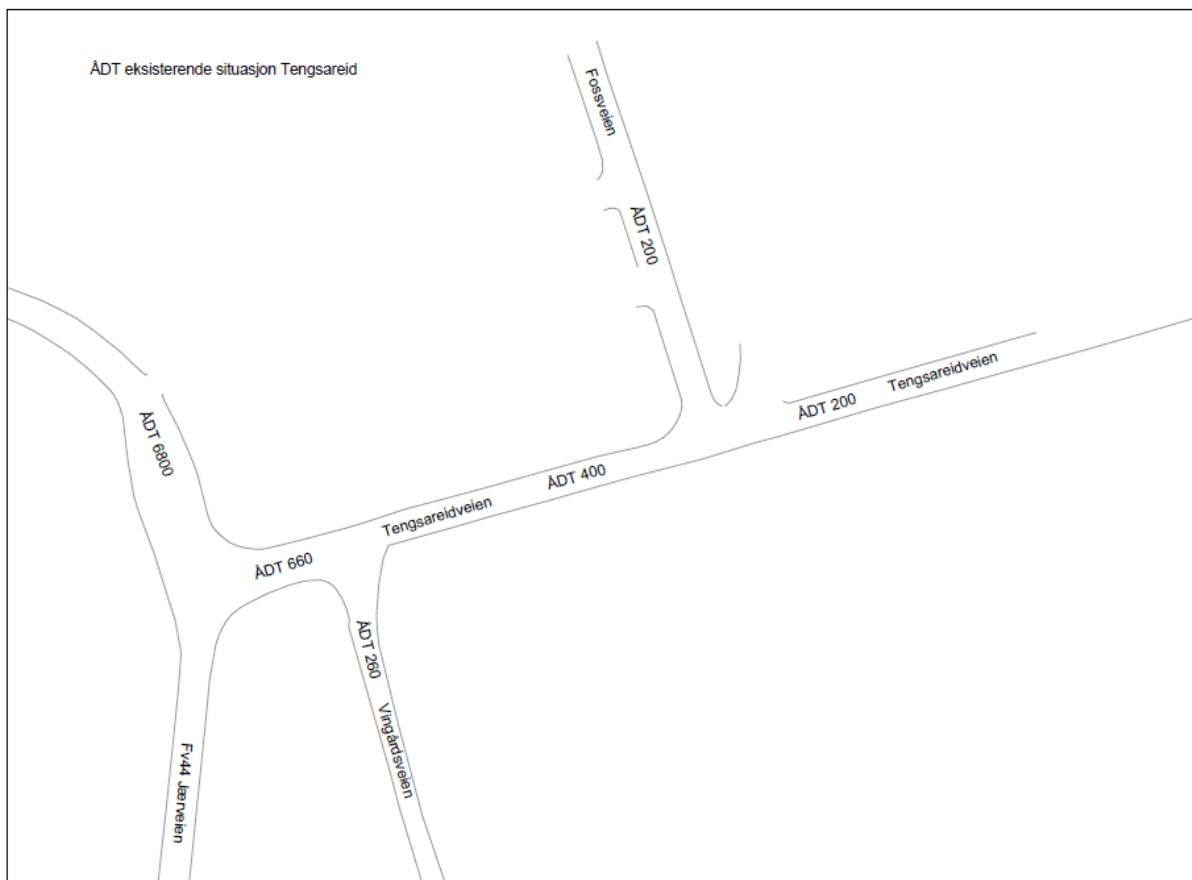 ÅDT eksisterende situasjon Tengsareid
Fossveien
ÅDT 200
Tengsareidveien
ÅDT 200
ÅDT 6800
ÅDT 400
Tengsareidveien
ÅDT 660
ÅDT 260
Vingårdsveien
Fv44 Jærveien